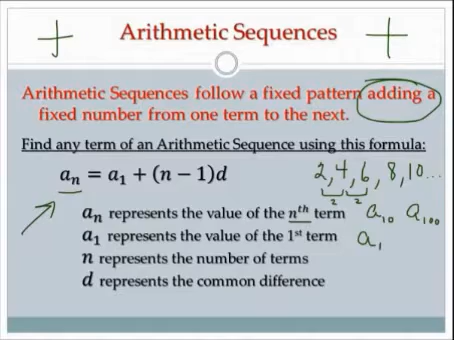 + Arithmetic Sequences +
Arithmetic Sequences follow a fixed pattern adding a
fixed number from one term to the next.
Find any term of an Arithmetic Sequence using this formula:
aₙ = a₁ + (n − 1)d
2, 4, 6, 8, 10...
2 2
aₙ represents the value of the nᵗʰ term a₁₀ a₁₀₀
a₁ represents the value of the 1ˢᵗ term a₁
n represents the number of terms
d represents the common difference